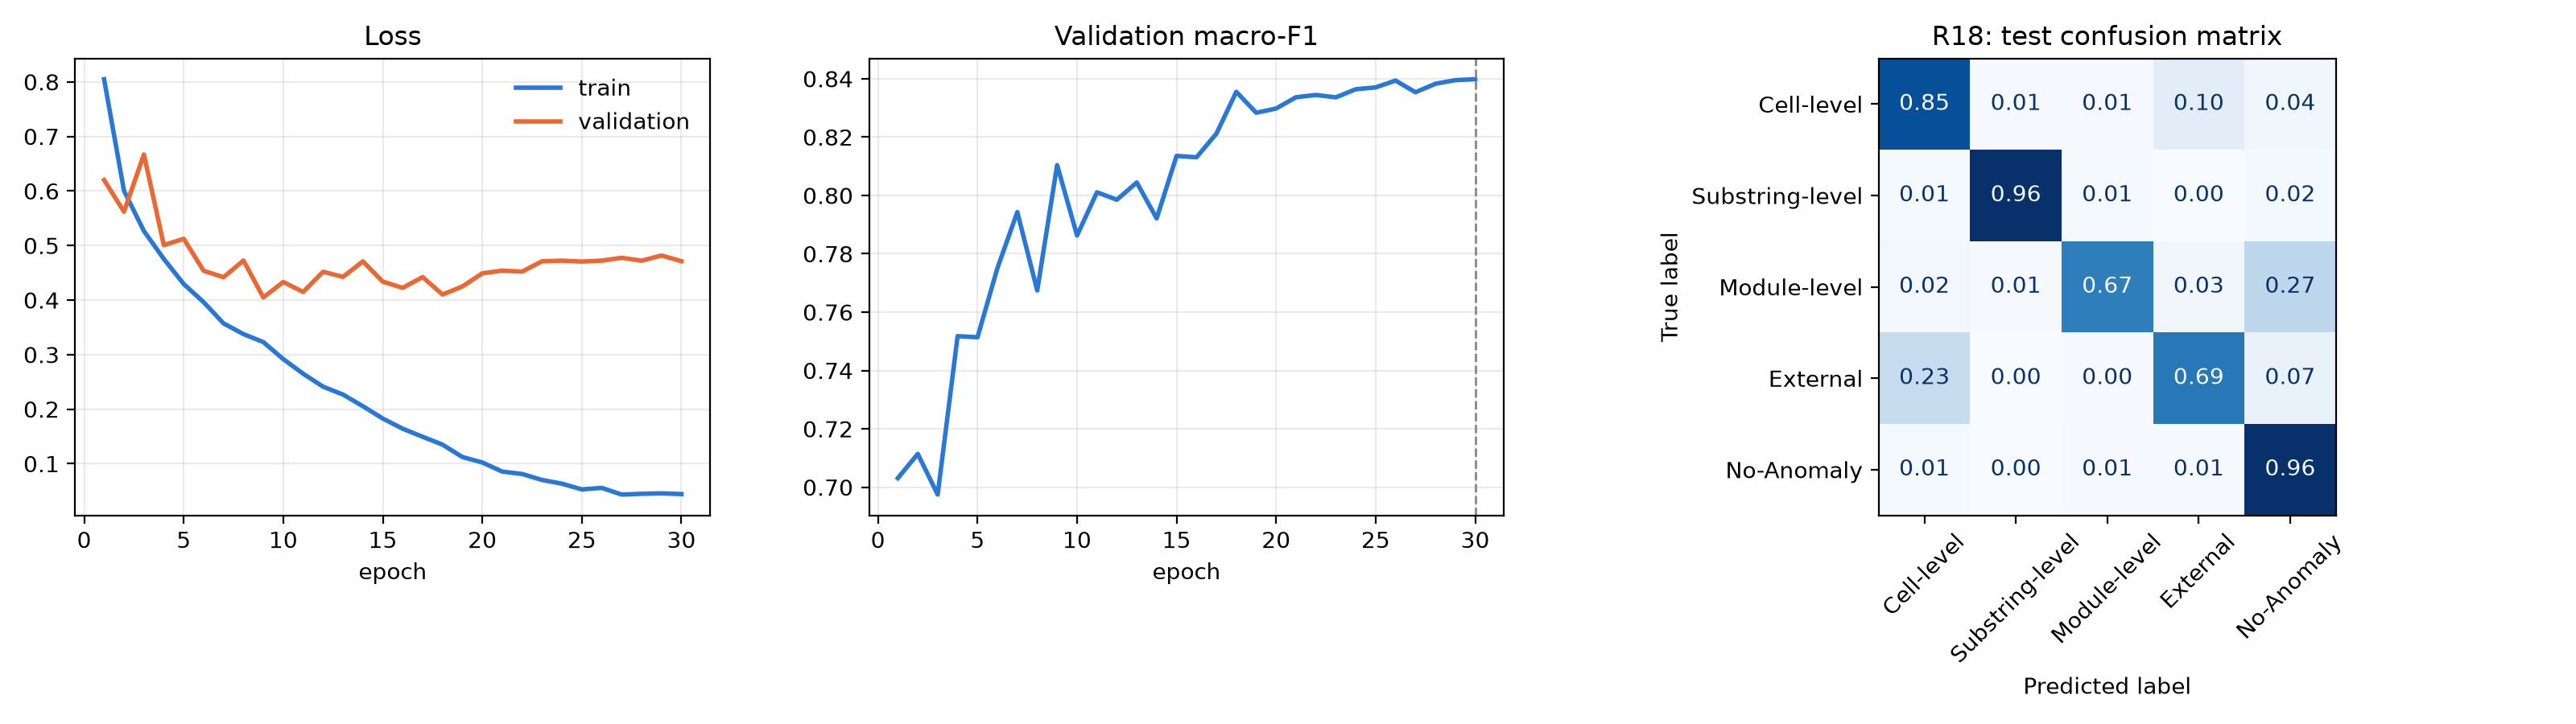 Loss
0.8
0.7
0.6
0.5
0.4
0.3
0.2
0.1
train
validation
0 5 10 15 20 25 30
epoch
Validation macro-F1
0.84
0.82
0.80
0.78
0.76
0.74
0.72
0.70
0 5 10 15 20 25 30
epoch
R18: test confusion matrix
True label
Cell-level 0.85 0.01 0.01 0.10 0.04
Substring-level 0.01 0.96 0.01 0.00 0.02
Module-level 0.02 0.01 0.67 0.03 0.27
External 0.23 0.00 0.00 0.69 0.07
No-Anomaly 0.01 0.00 0.01 0.01 0.96
Cell-level
Substring-level
Module-level
External
No-Anomaly
Predicted label